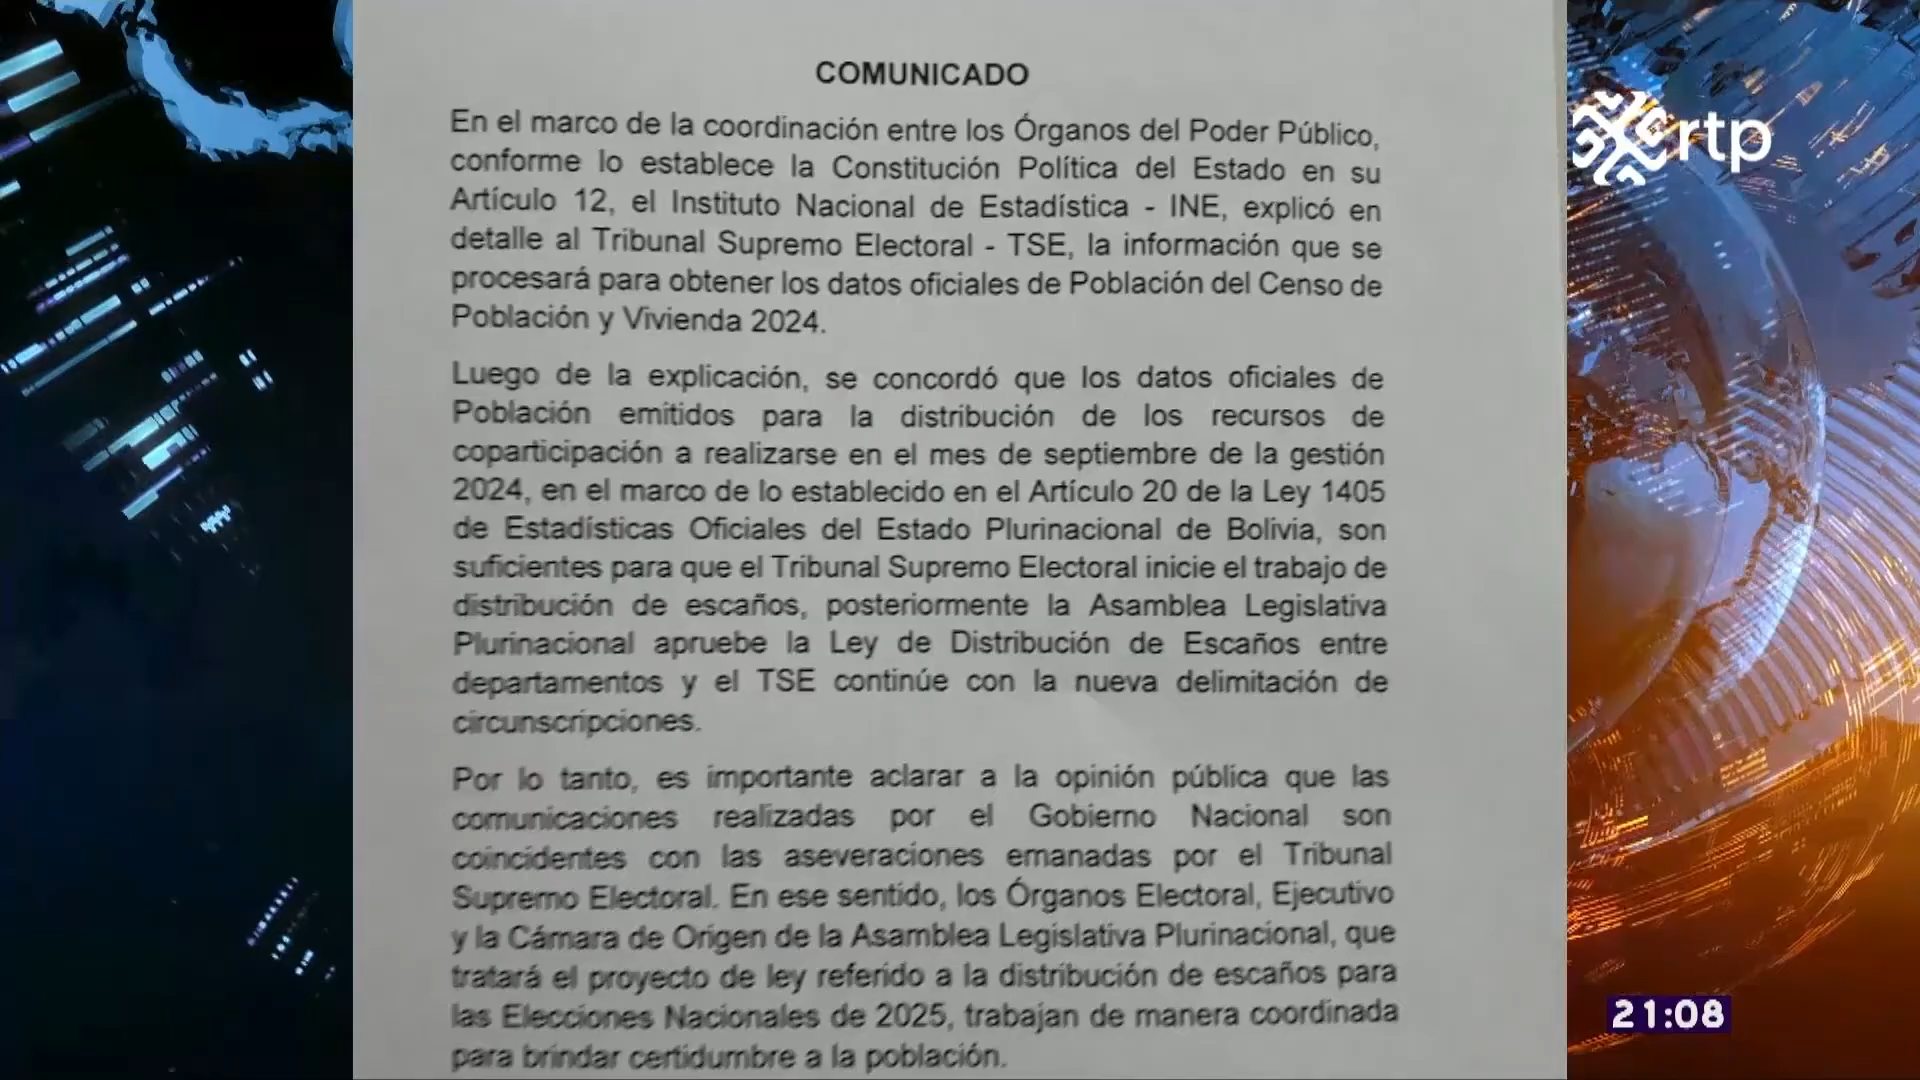 COMUNICADO
En el marco de la coordinación entre los Órganos del Poder Público,
conforme lo establece la Constitución Política del Estado en su
Artículo 12, el Instituto Nacional de Estadística - INE, explicó en
detalle al Tribunal Supremo Electoral - TSE, la información que se
procesará para obtener los datos oficiales de Población del Censo de
Población y Vivienda 2024.
Luego de la explicación, se concordó que los datos oficiales de
Población emitidos para la distribución de los recursos de
coparticipación a realizarse en el mes de septiembre de la gestión
2024, en el marco de lo establecido en el Artículo 20 de la Ley 1405
de Estadísticas Oficiales del Estado Plurinacional de Bolivia, son
suficientes para que el Tribunal Supremo Electoral inicie el trabajo de
distribución de escaños, posteriormente la Asamblea Legislativa
Plurinacional apruebe la Ley de Distribución de Escaños entre
departamentos y el TSE continúe con la nueva delimitación de
circunscripciones.
Por lo tanto, es importante aclarar a la opinión pública que las
comunicaciones realizadas por el Gobierno Nacional son
coincidentes con las aseveraciones emanadas por el Tribunal
Supremo Electoral. En ese sentido, los Órganos Electoral, Ejecutivo
y la Cámara de Origen de la Asamblea Legislativa Plurinacional, que
tratará el proyecto de ley referido a la distribución de escaños para
las Elecciones Nacionales de 2025, trabajan de manera coordinada
para brindar certidumbre a la población.
rtp
21:08